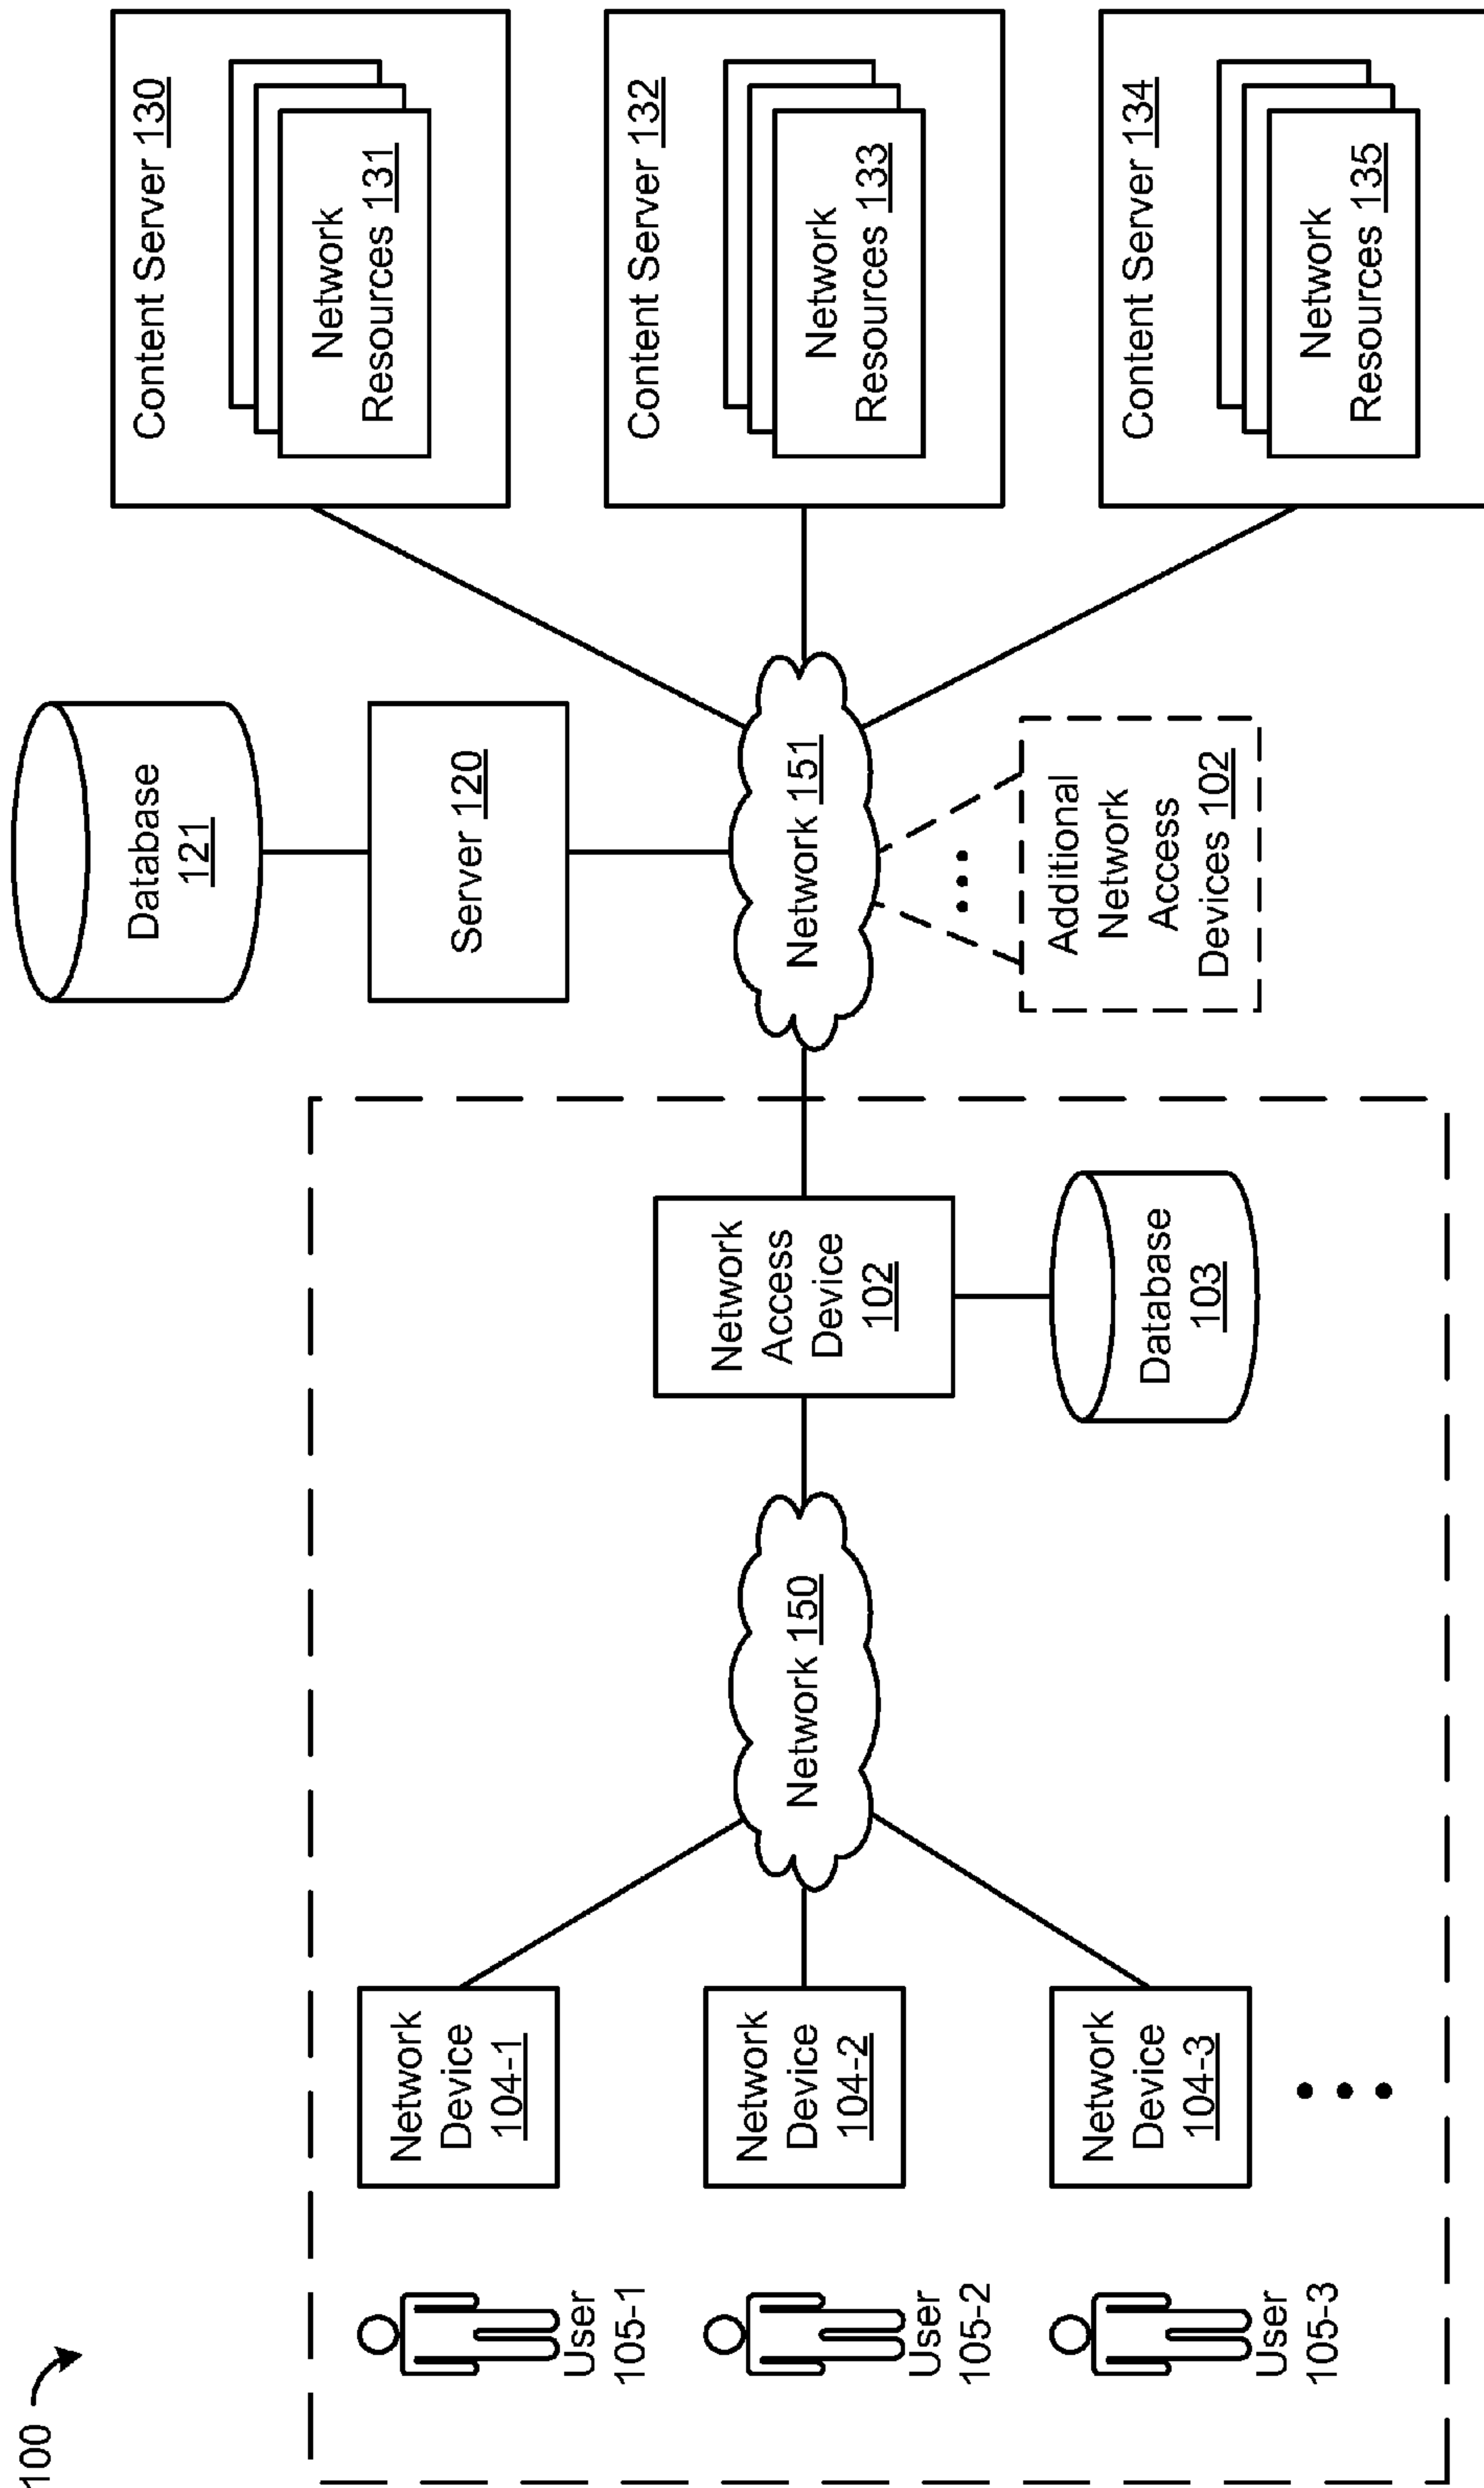 100
User
105-1
User
105-2
User
105-3
Network
Device
104-1
Network
Device
104-2
Network
Device
104-3
Network 150
Network
Access
Device
102
Database
103
Database
121
Server 120
Network 151
Additional
Network
Access
Devices 102
Content Server 130
Network
Resources 131
Content Server 132
Network
Resources 133
Content Server 134
Network
Resources 135